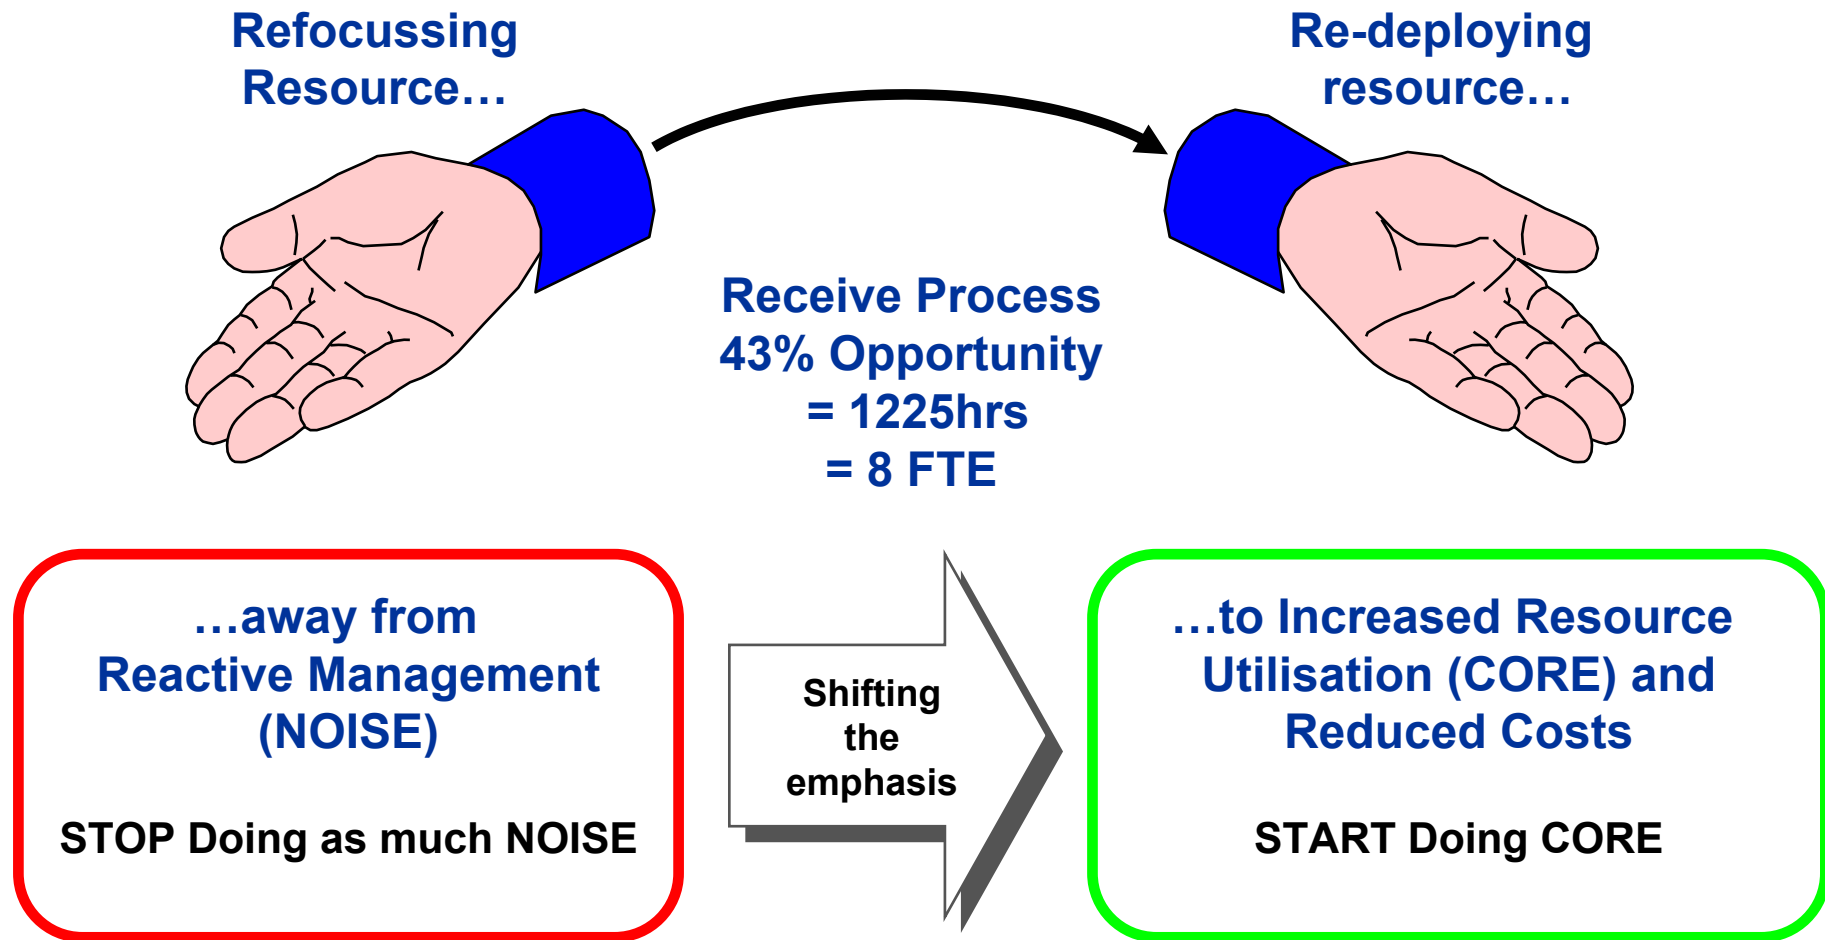 Refocussing
Resource…
Re-deploying
resource…
Receive Process
43% Opportunity
= 1225hrs
= 8 FTE
…away from
Reactive Management
(NOISE)
STOP Doing as much NOISE
Shifting
the
emphasis
…to Increased Resource
Utilisation (CORE) and
Reduced Costs
START Doing CORE